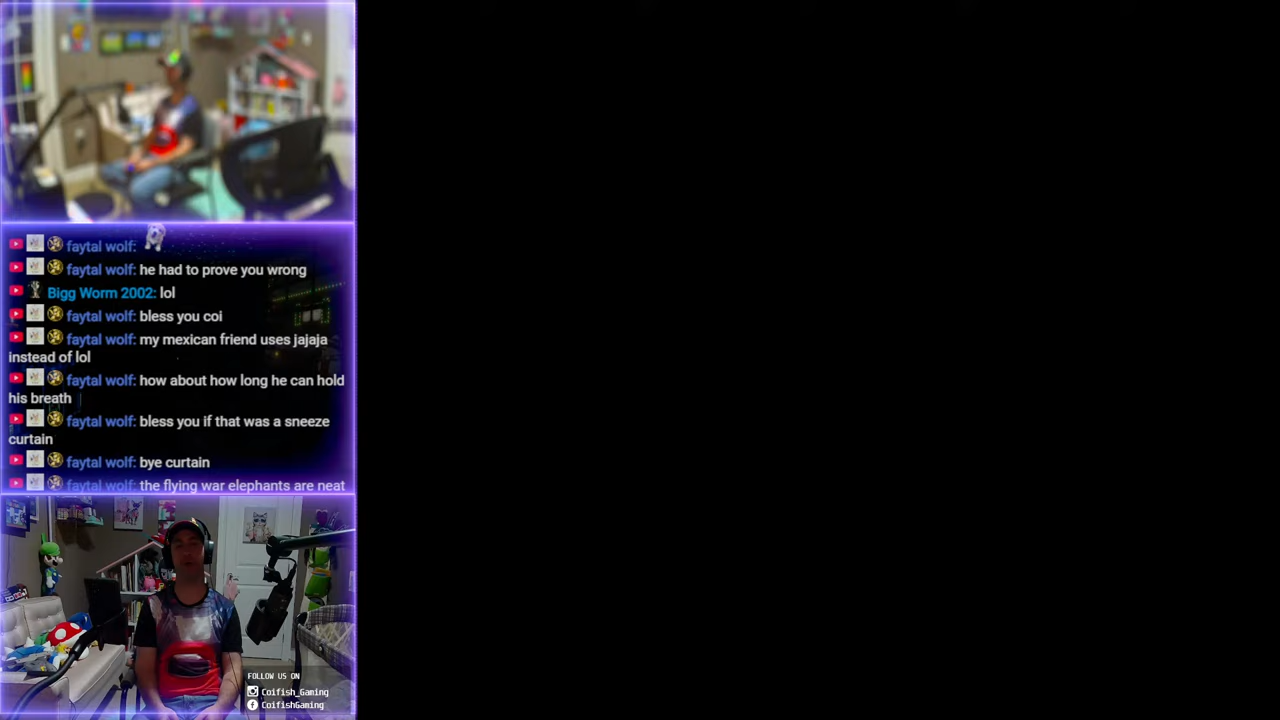 faytal wolf:
faytal wolf: he had to prove you wrong
Bigg Worm 2002: lol
faytal wolf: bless you coi
faytal wolf: my mexican friend uses jajaja
instead of lol
faytal wolf: how about how long he can hold
his breath
faytal wolf: bless you if that was a sneeze
curtain
faytal wolf: bye curtain
faytal wolf: the flying war elephants are neat
FOLLOW US ON
Coifish_Gaming
CoifishGaming